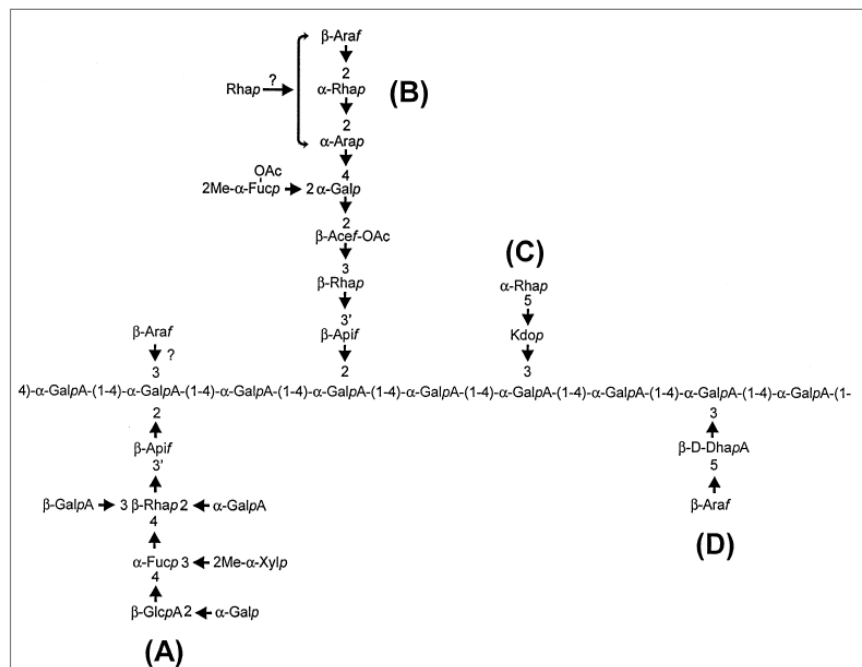 β-Araf
2
Rhap ?
α-Rhap
(B)
2
α-Arap
OAc
4
2Me-α-Fucp
2 α-Galp
2
β-Acef-OAc
(C)
3
β-Rhap
α-Rhap
5
3'
β-Araf
β-Apif
Kdop
?
3
2
3
4)-α-GalpA-(1-4)-α-GalpA-(1-4)-α-GalpA-(1-4)-α-GalpA-(1-4)-α-GalpA-(1-4)-α-GalpA-(1-4)-α-GalpA-(1-4)-α-GalpA-(1-4)-α-GalpA-(1-
2
3
β-Apif
β-D-DhapA
3'
5
β-GalpA
3 β-Rhap 2
α-GalpA
β-Araf
4
(D)
α-Fucp 3
2Me-α-Xylp
4
β-GlcpA 2
α-Galp
(A)